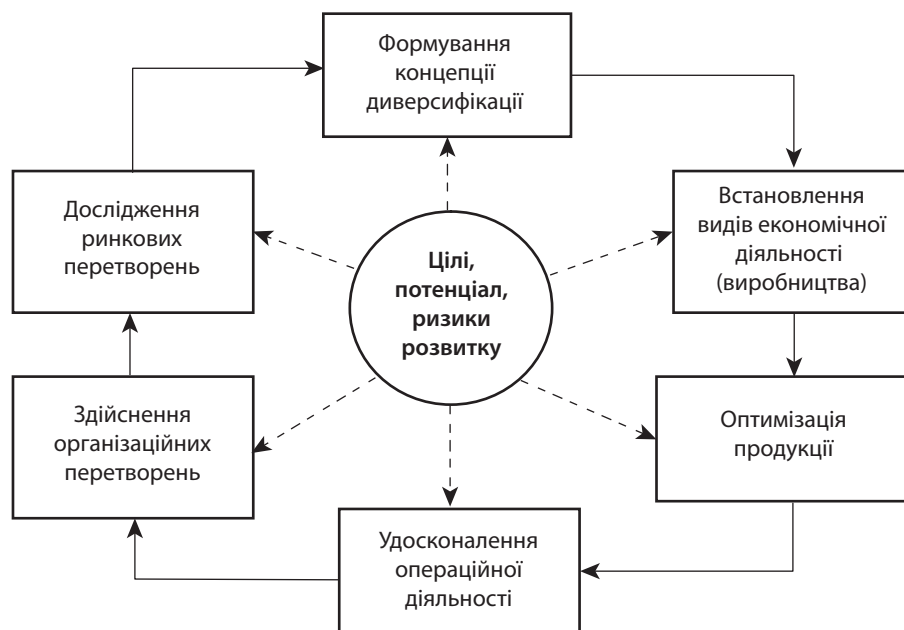 Формування
концепції
диверсифікації
Дослідження
ринкових
перетворень
Встановлення
видів економічної
діяльності
(виробництва)
Цілі,
потенціал,
ризики
розвитку
Здійснення
організаційних
перетворень
Оптимізація
продукції
Удосконалення
операційної
діяльності